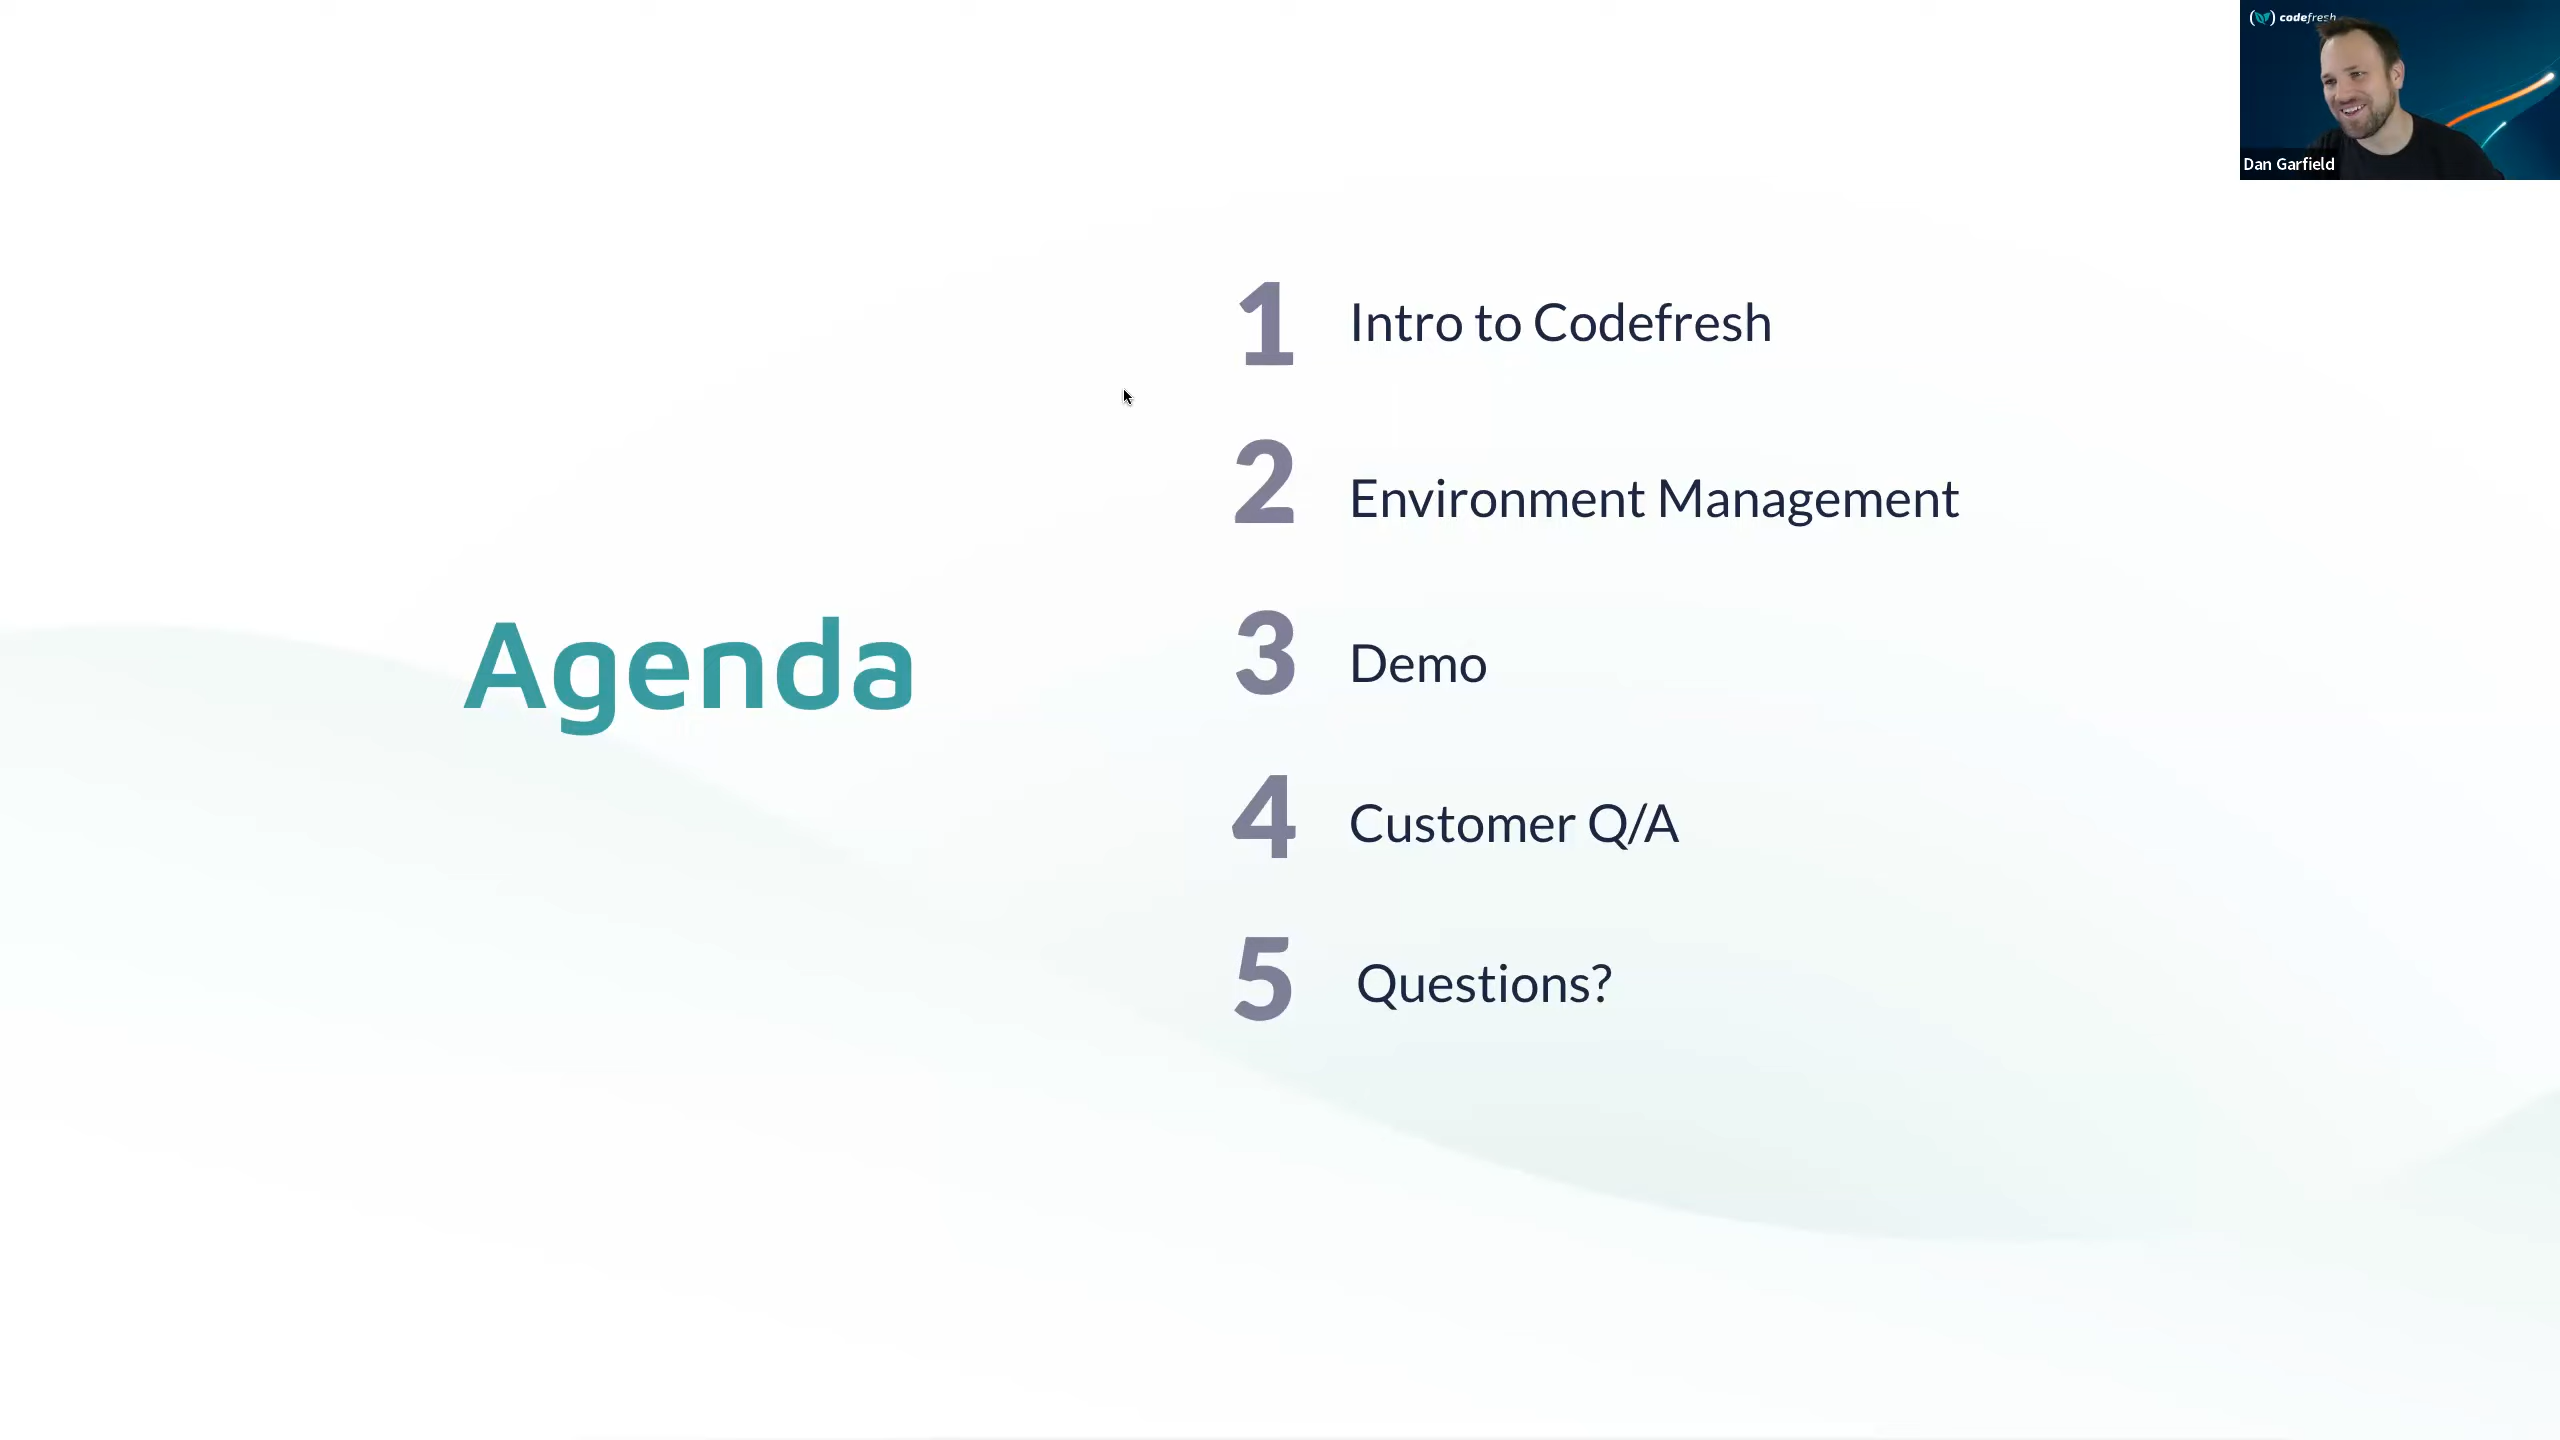 codefresh
Dan Garfield
Agenda
1 Intro to Codefresh
2 Environment Management
3 Demo
4 Customer Q/A
5 Questions?